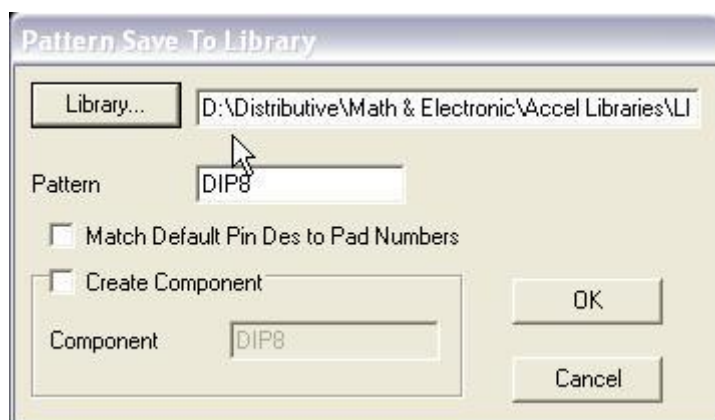 Pattern Save To Library
Library... D:\Distributive\Math & Electronic\Accel Libraries\LI
Pattern DIP8
Match Default Pin Des to Pad Numbers
Create Component
Component DIP8
OK
Cancel